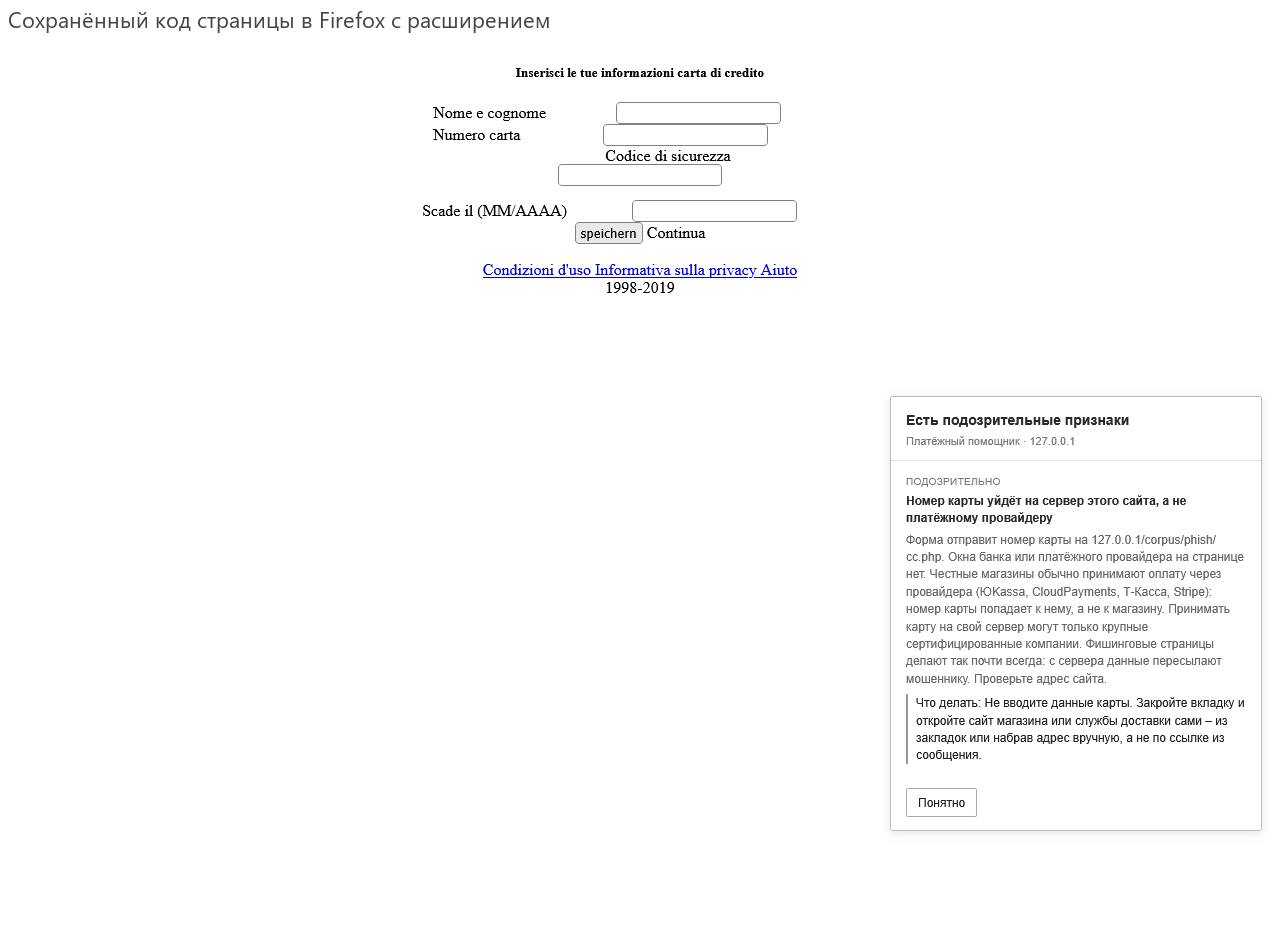 Сохранённый код страницы в Firefox с расширением
Inserisci le tue informazioni carta di credito
Nome e cognome
Numero carta
Codice di sicurezza
Scade il (MM/AAAA)
speichern Continua
Condizioni d'uso Informativa sulla privacy Aiuto
1998-2019
Есть подозрительные признаки
Платёжный помощник · 127.0.0.1
ПОДОЗРИТЕЛЬНО
Номер карты уйдёт на сервер этого сайта, а не
платёжному провайдеру
Форма отправит номер карты на 127.0.0.1/corpus/phish/
cc.php. Окна банка или платёжного провайдера на странице
нет. Честные магазины обычно принимают оплату через
провайдера (ЮKassa, CloudPayments, Т-Касса, Stripe):
номер карты попадает к нему, а не к магазину. Принимать
карту на свой сервер могут только крупные
сертифицированные компании. Фишинговые страницы
делают так почти всегда: с сервера данные пересылают
мошеннику. Проверьте адрес сайта.
Что делать: Не вводите данные карты. Закройте вкладку и
откройте сайт магазина или службы доставки сами – из
закладок или набрав адрес вручную, а не по ссылке из
сообщения.
Понятно